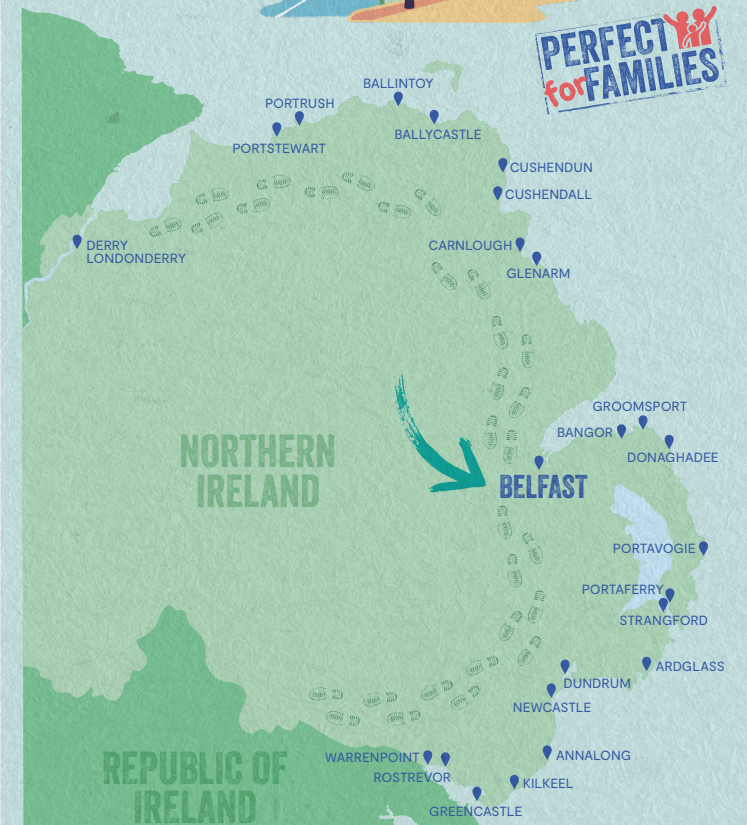 PERFECT
for FAMILIES
BALLINTOY
PORTRUSH
BALLYCASTLE
PORTSTEWART
CUSHENDUN
CUSHENDALL
DERRY
LONDONDERRY
CARNLOUGH
GLENARM
GROOMSPORT
BANGOR
DONAGHADEE
NORTHERN
IRELAND
BELFAST
PORTAVOGIE
PORTAFERRY
STRANGFORD
ARDGLASS
DUNDRUM
NEWCASTLE
WARRENPOINT
ANNALONG
ROSTREVOR
KILKEEL
GREENCASTLE
REPUBLIC OF
IRELAND